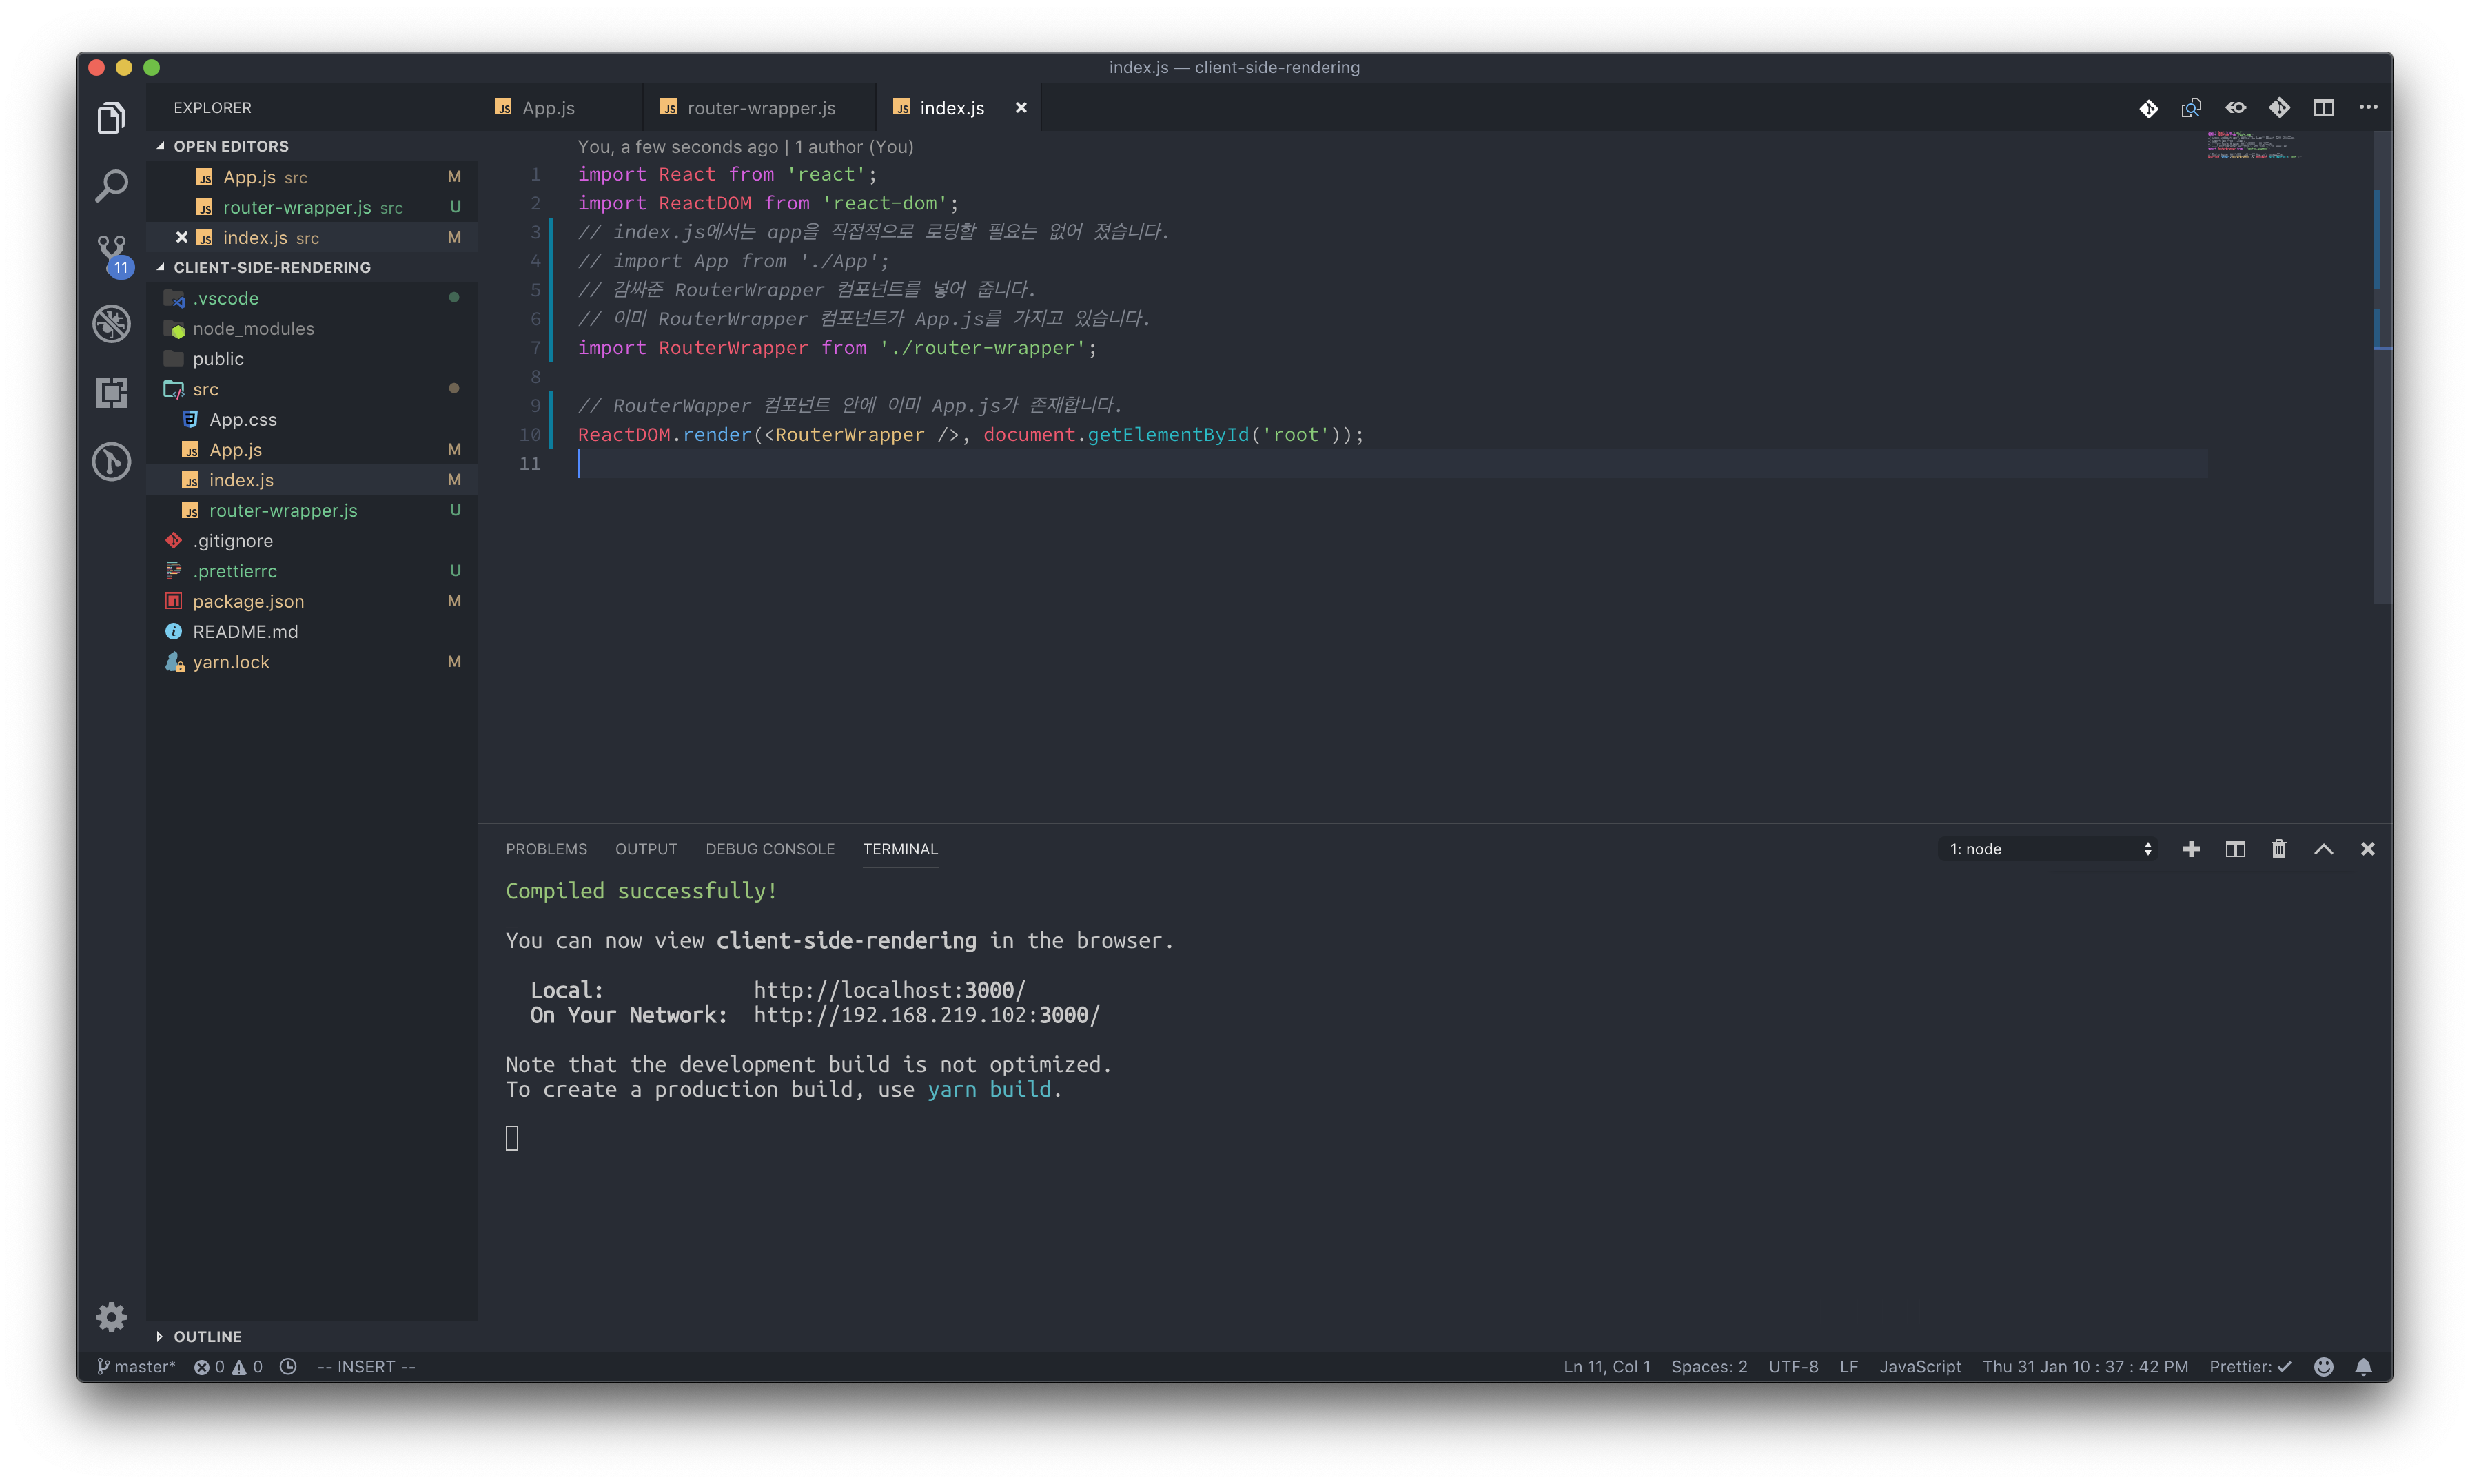 index.js — client-side-rendering
EXPLORER
OPEN EDITORS
App.js src M
router-wrapper.js src U
index.js src M
CLIENT-SIDE-RENDERING
.vscode
node_modules
public
src
App.css
App.js M
index.js M
router-wrapper.js U
.gitignore
.prettierrc U
package.json M
README.md
yarn.lock M
OUTLINE
11
App.js router-wrapper.js index.js
You, a few seconds ago | 1 author (You)
1 import React from 'react';
2 import ReactDOM from 'react-dom';
3 // index.js에서는 app을 직접적으로 로딩할 필요는 없어 졌습니다.
4 // import App from './App';
5 // 감싸준 RouterWrapper 컴포넌트를 넣어 줍니다.
6 // 이미 RouterWrapper 컴포넌트가 App.js를 가지고 있습니다.
7 import RouterWrapper from './router-wrapper';
8
9 // RouterWapper 컴포넌트 안에 이미 App.js가 존재합니다.
10 ReactDOM.render(<RouterWrapper />, document.getElementById('root'));
11
PROBLEMS OUTPUT DEBUG CONSOLE TERMINAL 1: node
Compiled successfully!
You can now view client-side-rendering in the browser.
Local: http://localhost:3000/
On Your Network: http://192.168.219.102:3000/
Note that the development build is not optimized.
To create a production build, use yarn build.
master* 0 0 -- INSERT -- Ln 11, Col 1 Spaces: 2 UTF-8 LF JavaScript Thu 31 Jan 10 : 37 : 42 PM Prettier: ✓